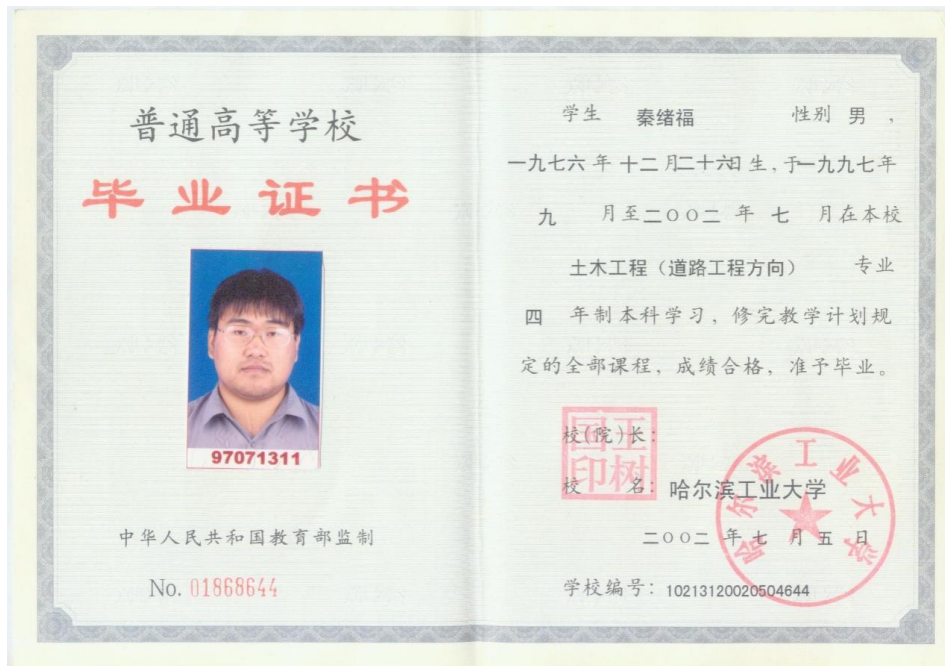 普通高等学校
毕业证书
97071311
中华人民共和国教育部监制
No. 01868644
学生 秦绪福 性别 男，
一九七六年十二月二十六日生，于一九九七年
九 月至二〇〇二 年 七 月在本校
土木工程（道路工程方向） 专业
四 年制本科学习，修完教学计划规
定的全部课程，成绩合格，准予毕业。
校(院)长：
王树国印
校 名：哈尔滨工业大学
哈尔滨工业大学
二〇〇二 年 七 月 五 日
学校编号：10213120020504644